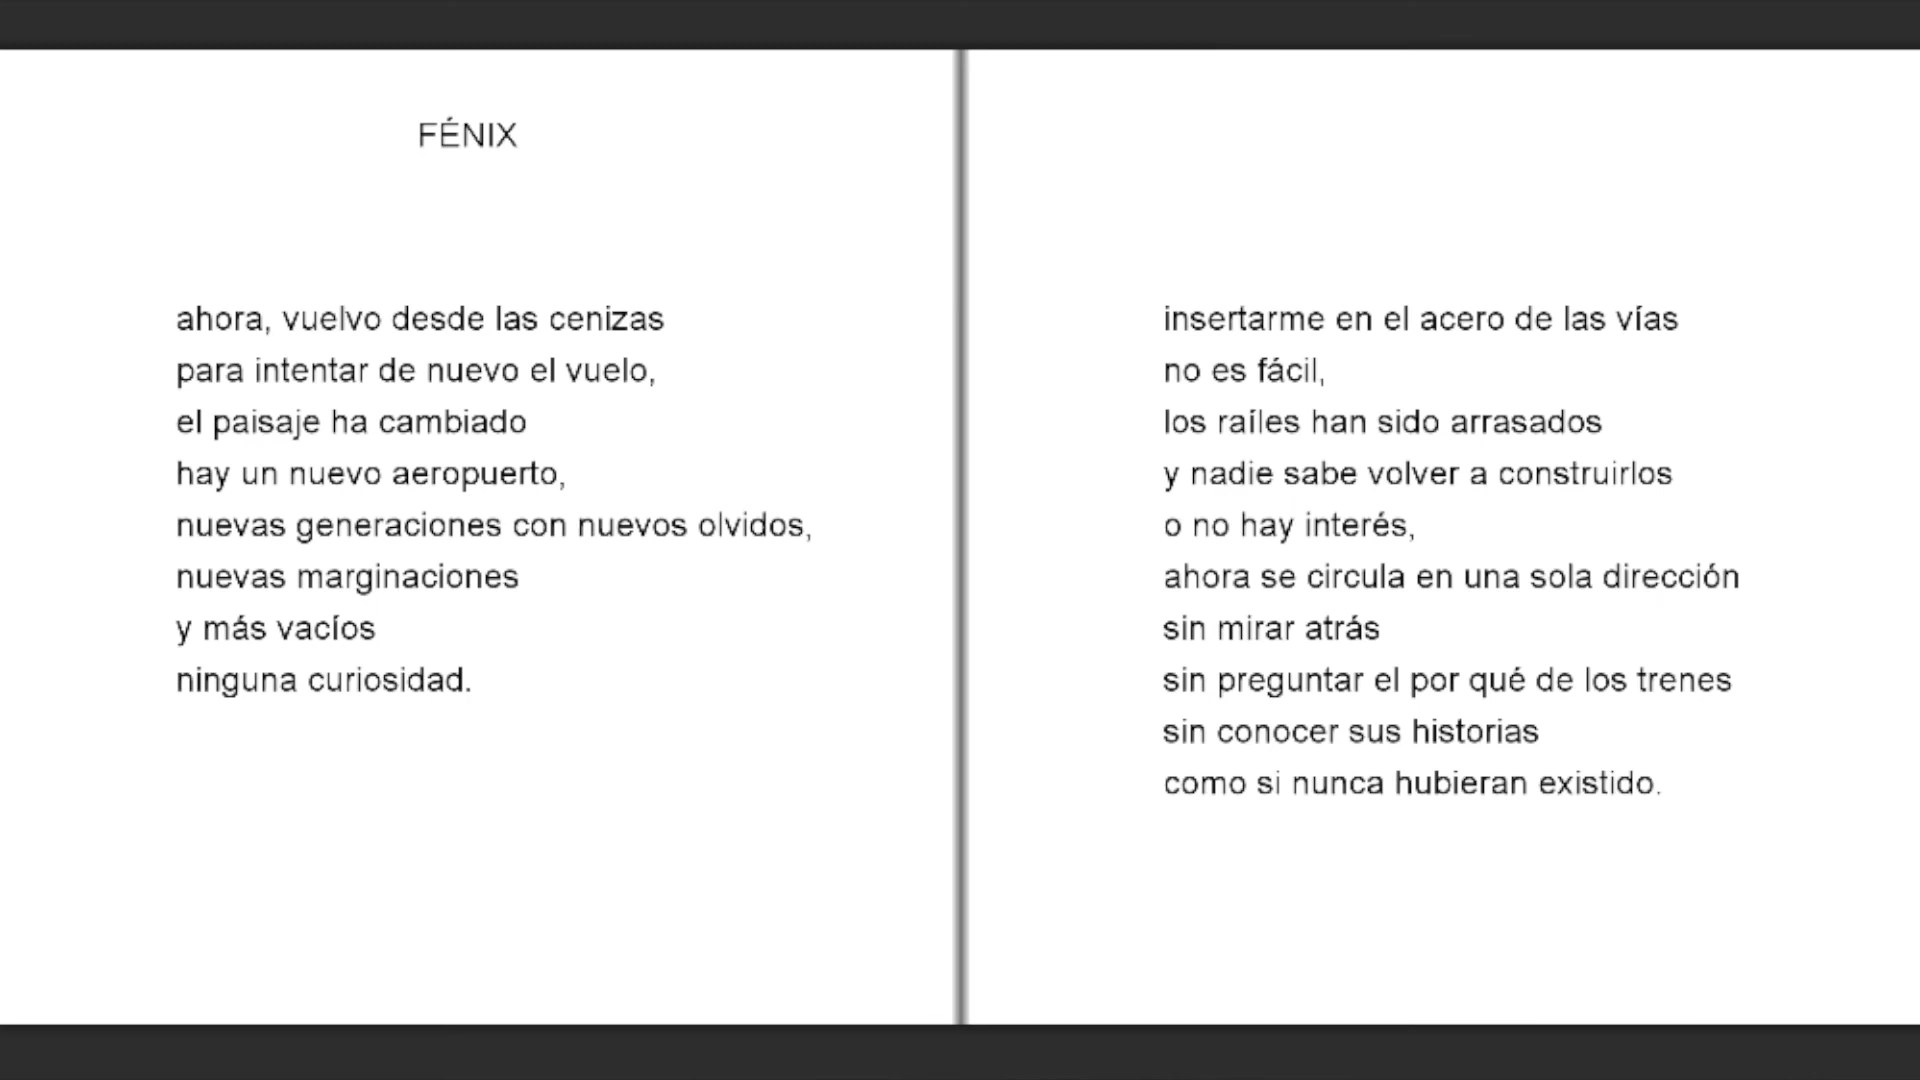 FÉNIX
ahora, vuelvo desde las cenizas
para intentar de nuevo el vuelo,
el paisaje ha cambiado
hay un nuevo aeropuerto,
nuevas generaciones con nuevos olvidos,
nuevas marginaciones
y más vacíos
ninguna curiosidad.
insertarme en el acero de las vías
no es fácil,
los raíles han sido arrasados
y nadie sabe volver a construirlos
o no hay interés,
ahora se circula en una sola dirección
sin mirar atrás
sin preguntar el por qué de los trenes
sin conocer sus historias
como si nunca hubieran existido.